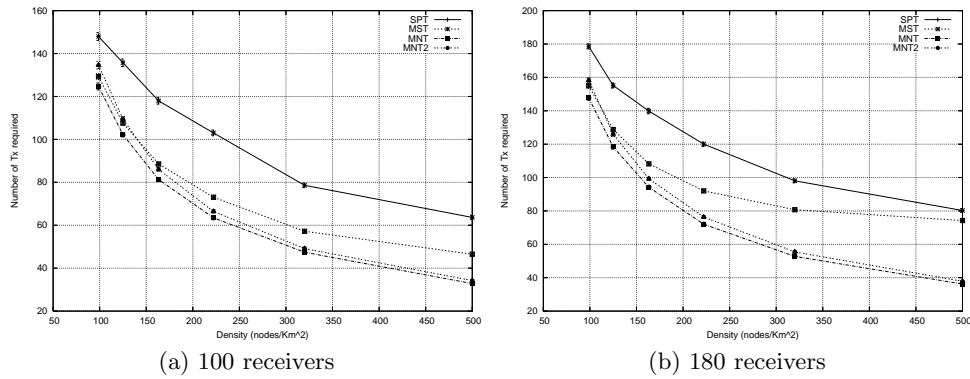 160
140
120
100
80
60
40
20
50 100 150 200 250 300 350 400 450 500
Number of Tx required
Density (nodes/Km^2)
SPT
MST
MNT
MNT2
(a) 100 receivers
200
180
160
140
120
100
80
60
40
20
50 100 150 200 250 300 350 400 450 500
Number of Tx required
Density (nodes/Km^2)
SPT
MST
MNT
MNT2
(b) 180 receivers